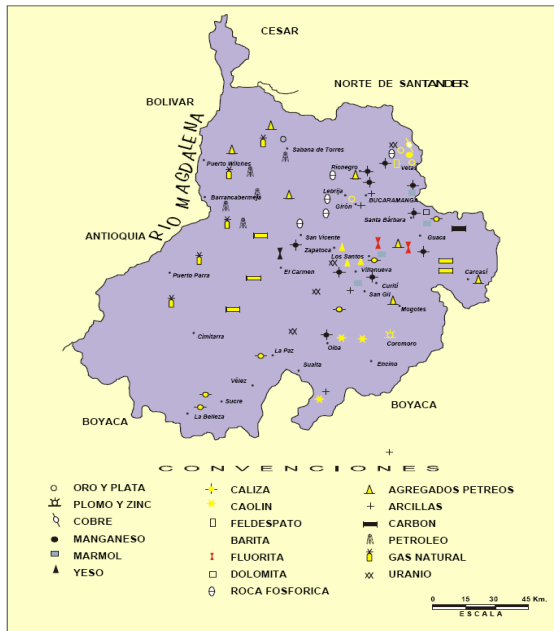 CESAR
NORTE DE SANTANDER
BOLIVAR
RIO MAGDALENA
Sabana de Torres
Puerto Wilches
Rionegro
Vetas
Barrancabermeja
Lebrija
BUCARAMANGA
Girón
Santa Bárbara
ANTIOQUIA
San Vicente
Guaca
Zapatoca
Los Santos
El Carmen
Villanueva
Puerto Parra
Carcasí
Curití
San Gil
Mogotes
Cimitarra
Oiba
Coromoro
La Paz
Suaita
Encino
Vélez
Sucre
BOYACA
BOYACA
La Belleza
CONVENCIONES
ORO Y PLATA
CALIZA
AGREGADOS PETREOS
PLOMO Y ZINC
CAOLIN
ARCILLAS
COBRE
FELDESPATO
CARBON
MANGANESO
BARITA
PETROLEO
MARMOL
FLUORITA
GAS NATURAL
YESO
DOLOMITA
URANIO
ROCA FOSFORICA
0 15 30 45 Km.
ESCALA